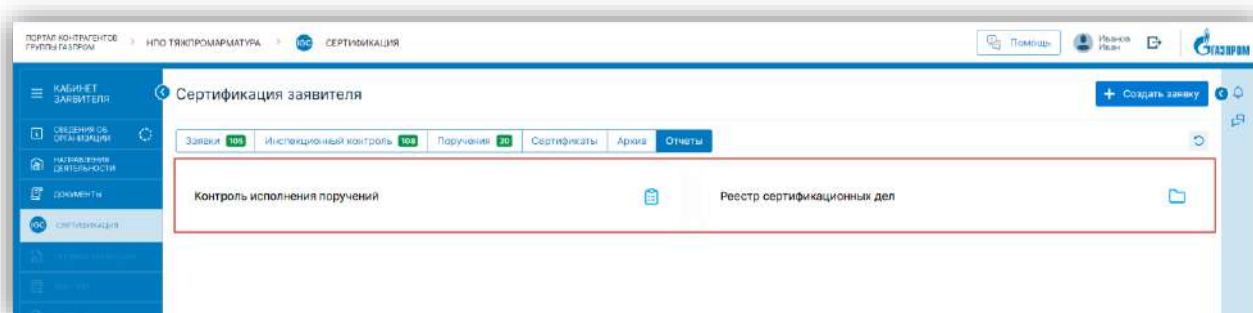 ПОРТАЛ КОНТРАГЕНТОВ
ГРУППЫ ГАЗПРОМ
НПО ТЯЖПРОМАРМАТУРА
СЕРТИФИКАЦИЯ
Помощь
Иванов
Иван
ГАЗПРОМ
КАБИНЕТ
ЗАЯВИТЕЛЯ
Сертификация заявителя
+ Создать заявку
СВЕДЕНИЯ ОБ
ОРГАНИЗАЦИИ
Заявки 105 Инспекционный контроль 108 Поручения 20 Сертификаты Архив Отчеты
НАПРАВЛЕНИЯ
ДЕЯТЕЛЬНОСТИ
ДОКУМЕНТЫ
Контроль исполнения поручений
Реестр сертификационных дел
СЕРТИФИКАЦИЯ